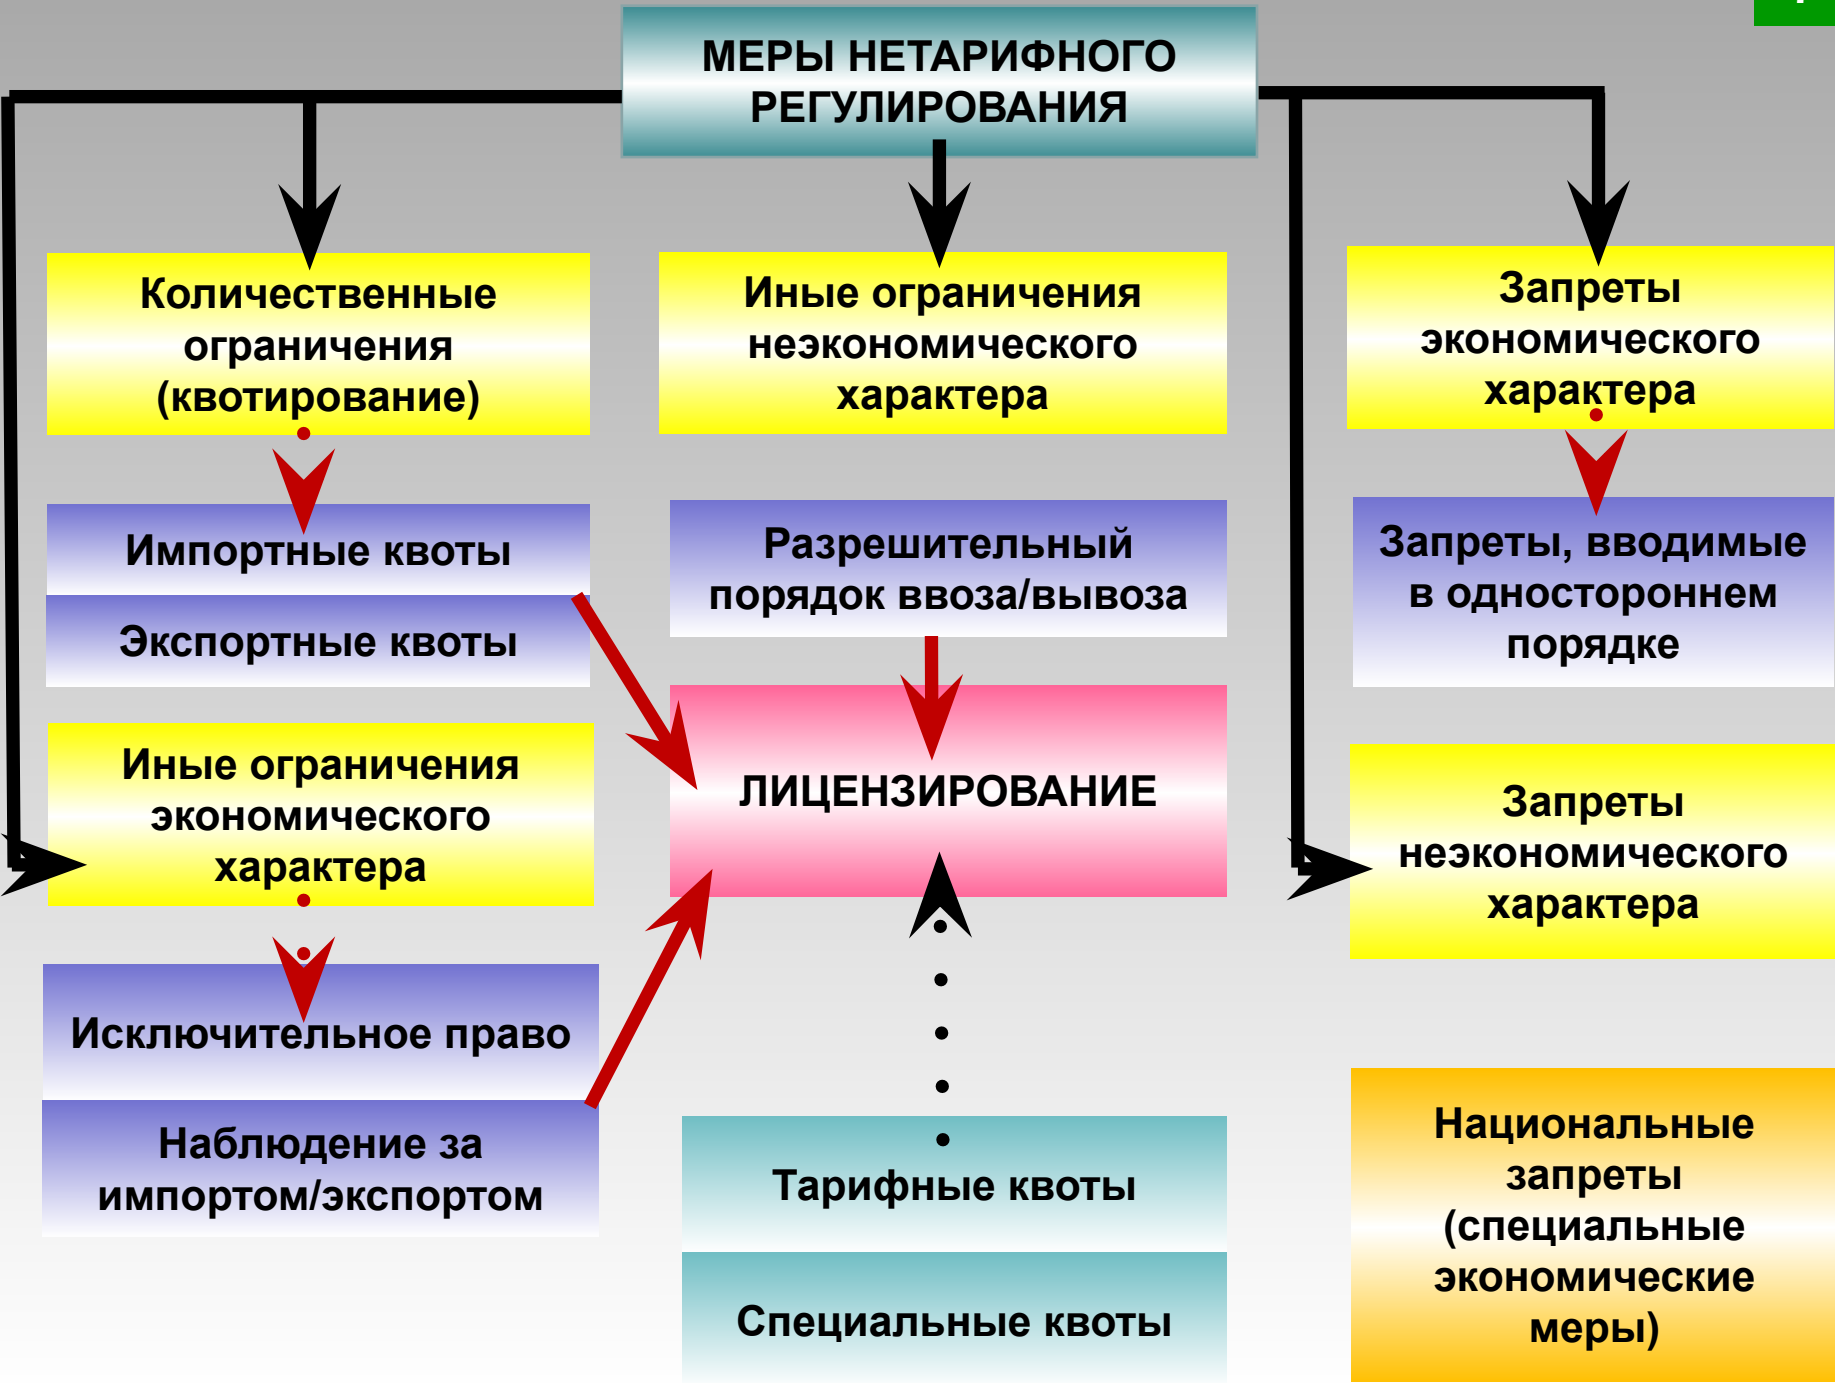 МЕРЫ НЕТАРИФНОГО
РЕГУЛИРОВАНИЯ
Количественные
ограничения
(квотирование)
Иные ограничения
неэкономического
характера
Запреты
экономического
характера
Импортные квоты
Экспортные квоты
Разрешительный
порядок ввоза/вывоза
Запреты, вводимые
в одностороннем
порядке
Иные ограничения
экономического
характера
ЛИЦЕНЗИРОВАНИЕ
Запреты
неэкономического
характера
Исключительное право
Наблюдение за
импортом/экспортом
Тарифные квоты
Специальные квоты
Национальные
запреты
(специальные
экономические
меры)